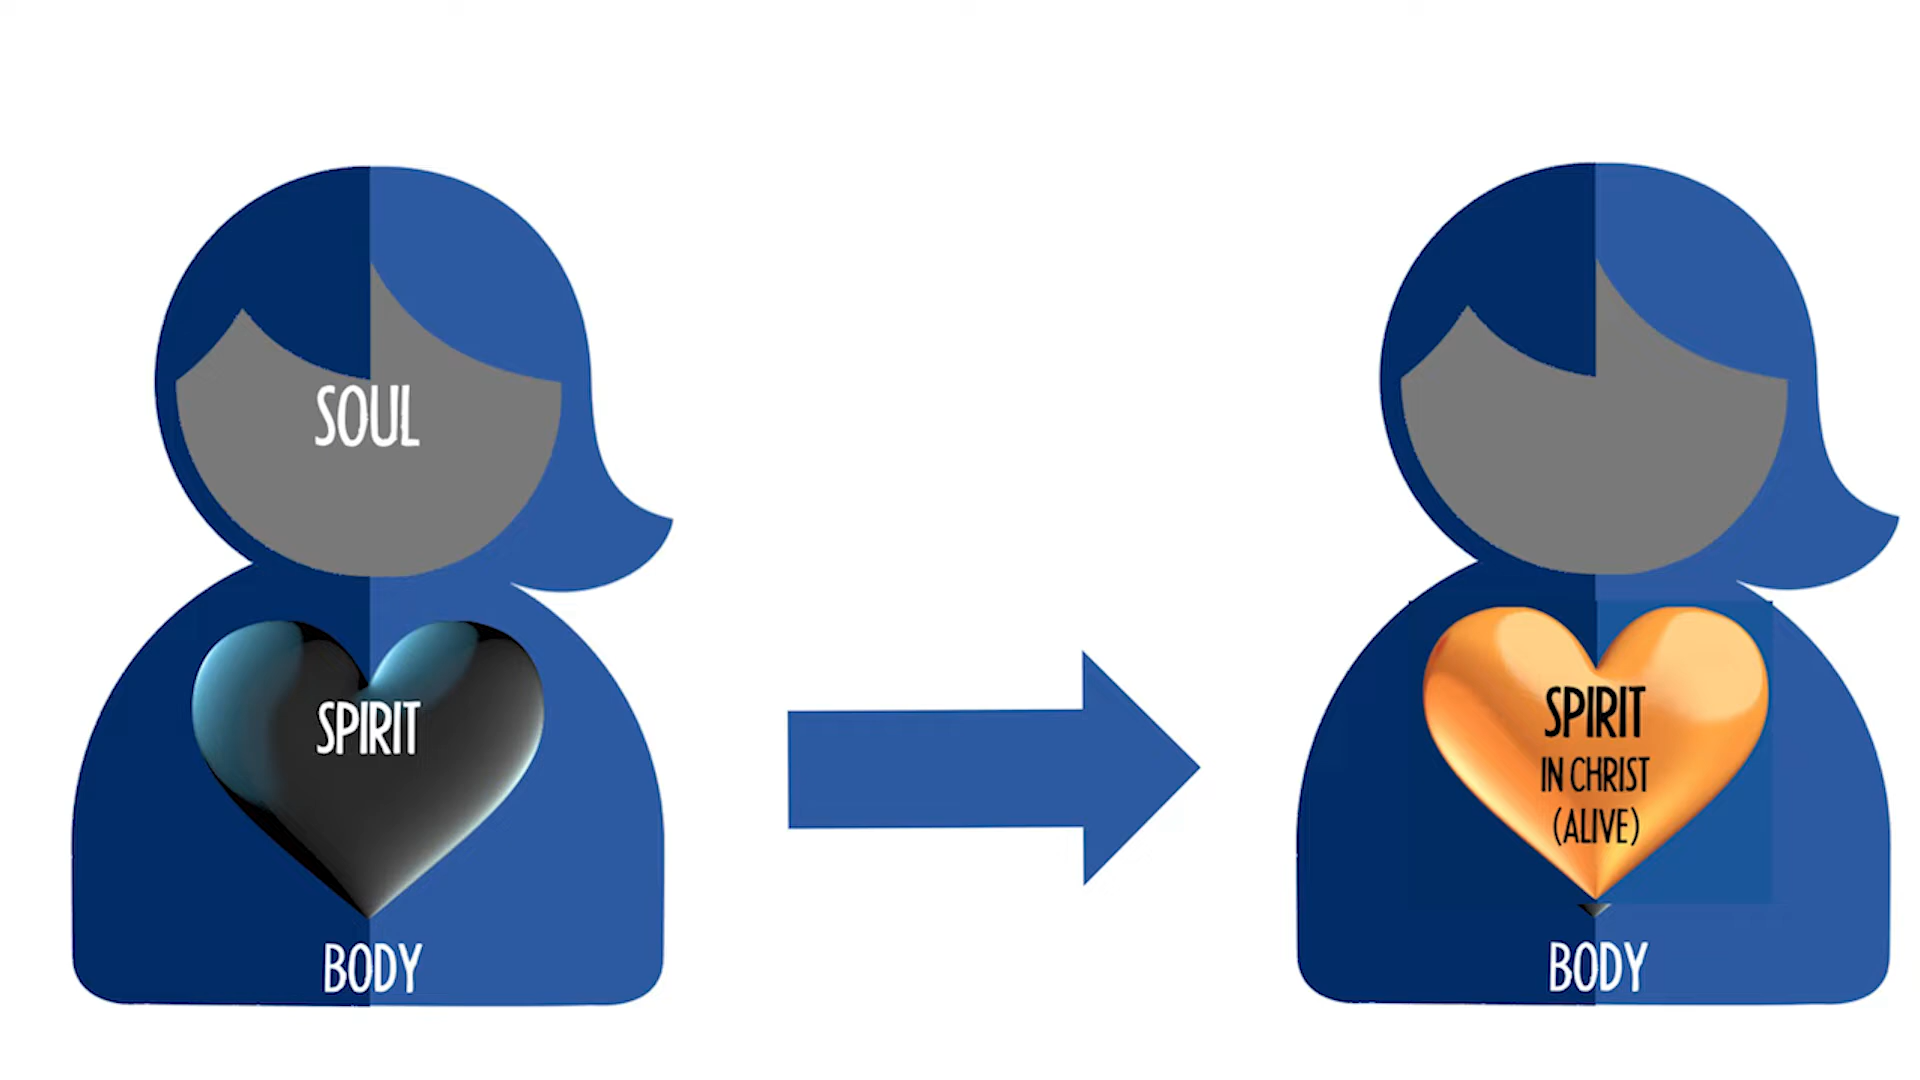 SOUL
SPIRIT
BODY
SPIRIT
IN CHRIST
(ALIVE)
BODY